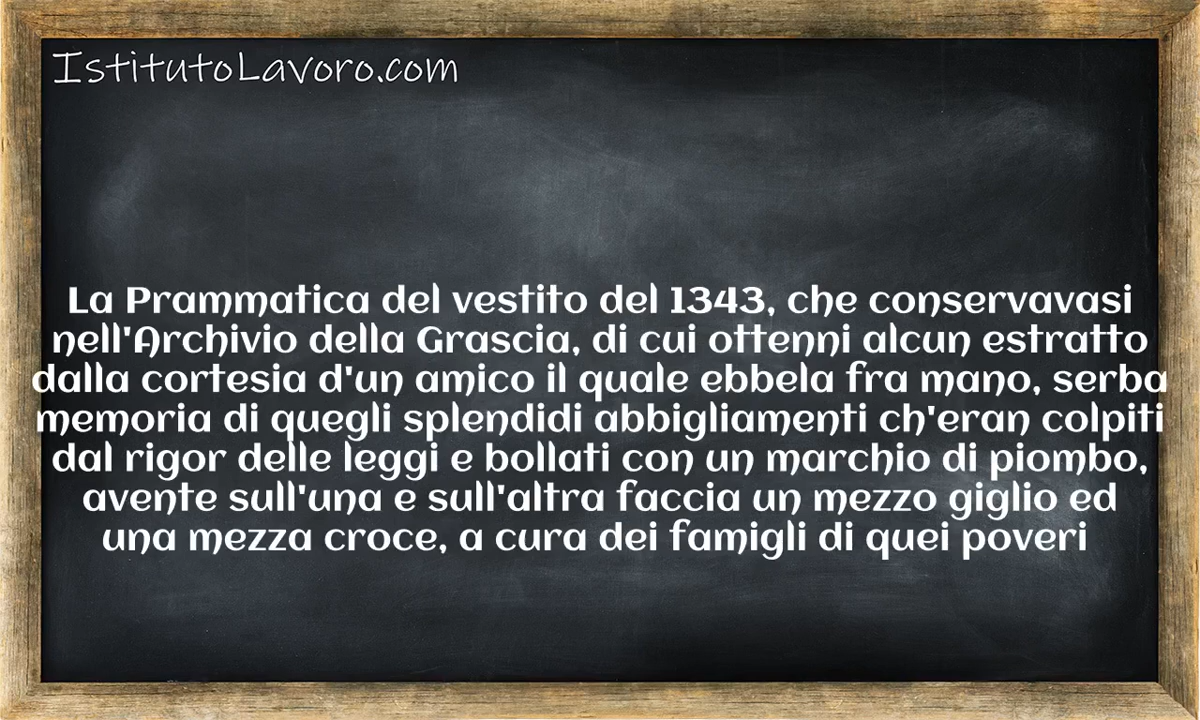 IstitutoLavoro.com
La Prammatica del vestito del 1343, che conservavasi
nell'Archivio della Grascia, di cui ottenni alcun estratto
dalla cortesia d'un amico il quale ebbela fra mano, serba
memoria di quegli splendidi abbigliamenti ch'eran colpiti
dal rigor delle leggi e bollati con un marchio di piombo,
avente sull'una e sull'altra faccia un mezzo giglio ed
una mezza croce, a cura dei famigli di quei poveri